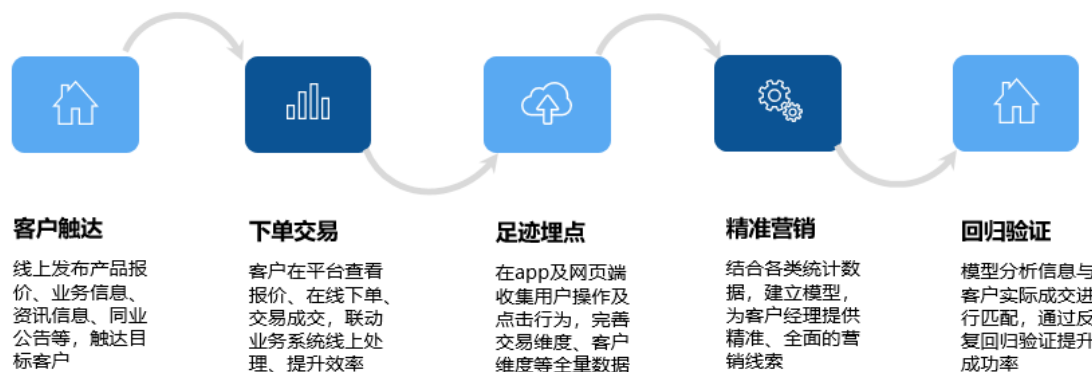 客户触达
线上发布产品报
价、业务信息、
资讯信息、同业
公告等，触达目
标客户
下单交易
客户在平台查看
报价、在线下单、
交易成交，联动
业务系统线上处
理、提升效率
足迹埋点
在app及网页端
收集用户操作及
点击行为，完善
交易维度、客户
维度等全量数据
精准营销
结合各类统计数
据，建立模型，
为客户经理提供
精准、全面的营
销线索
回归验证
模型分析信息与
客户实际成交进
行匹配，通过反
复回归验证提升
成功率